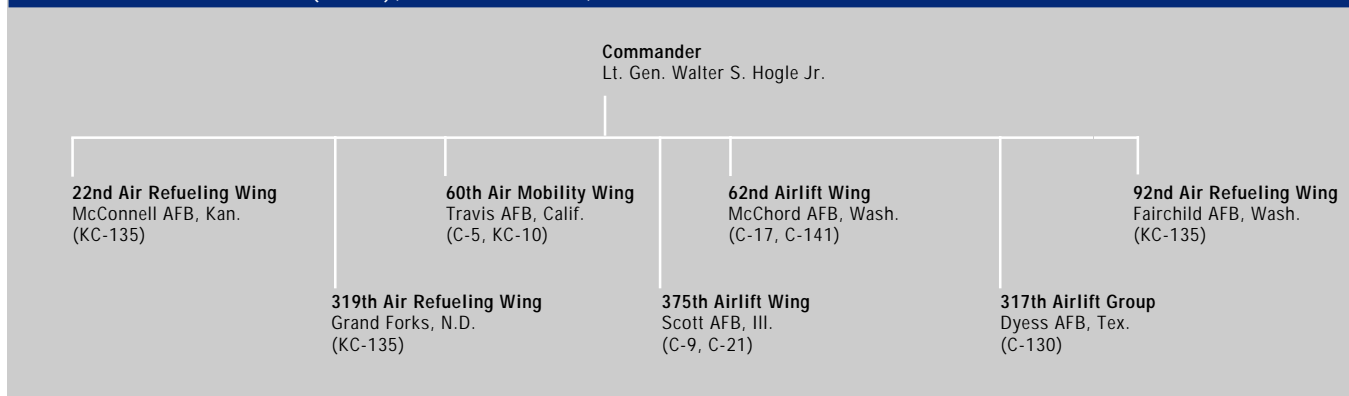 Commander
Lt. Gen. Walter S. Hogle Jr.
22nd Air Refueling Wing
McConnell AFB, Kan.
(KC-135)
60th Air Mobility Wing
Travis AFB, Calif.
(C-5, KC-10)
62nd Airlift Wing
McChord AFB, Wash.
(C-17, C-141)
92nd Air Refueling Wing
Fairchild AFB, Wash.
(KC-135)
319th Air Refueling Wing
Grand Forks, N.D.
(KC-135)
375th Airlift Wing
Scott AFB, Ill.
(C-9, C-21)
317th Airlift Group
Dyess AFB, Tex.
(C-130)